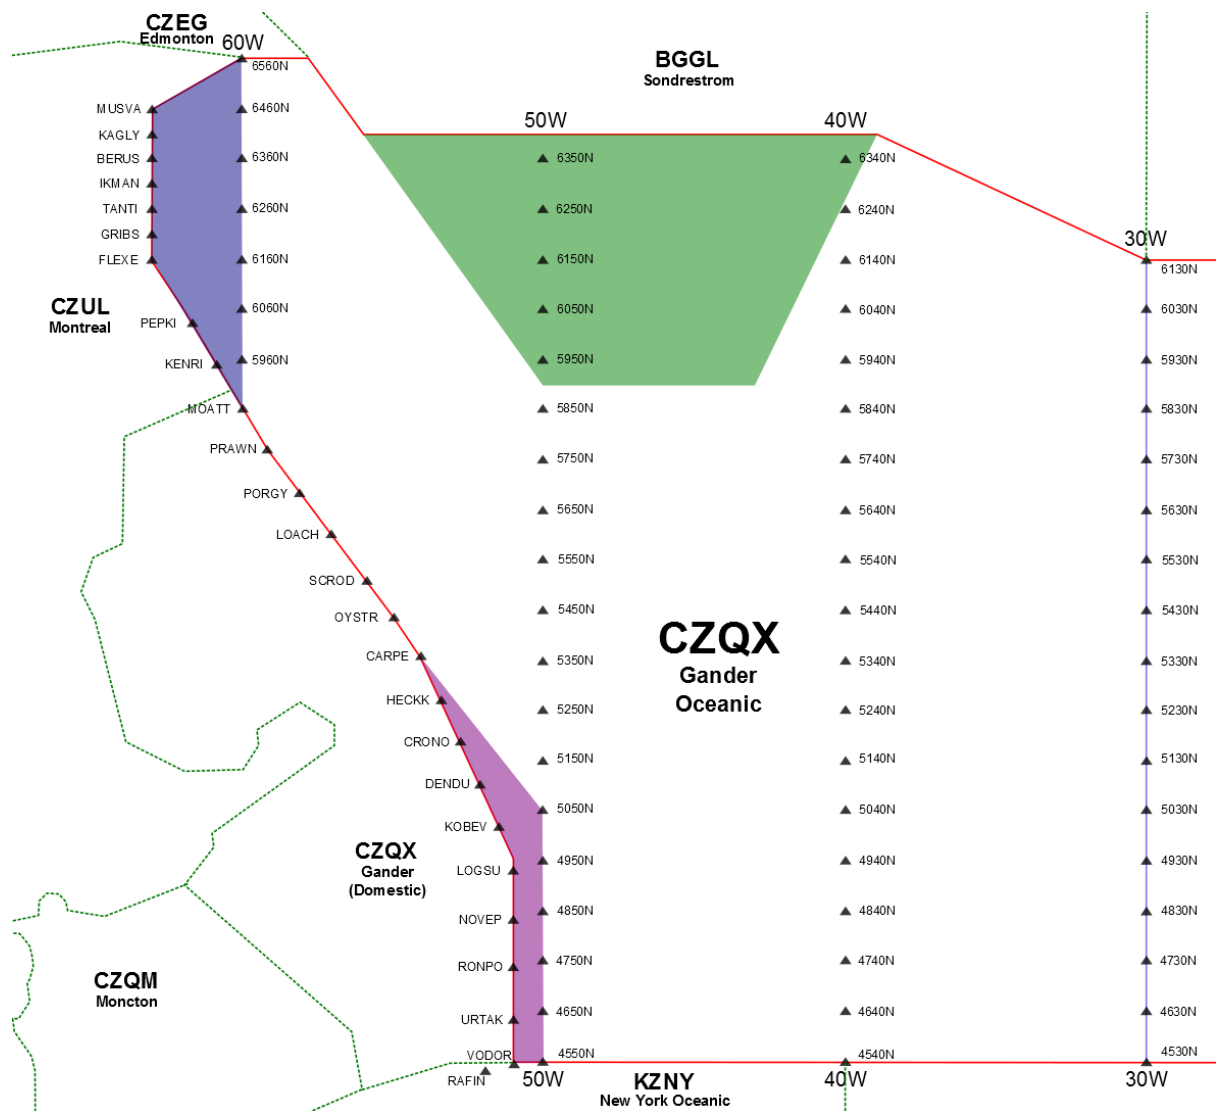 CZEG
Edmonton
60W
6560N
BGGL
Sondrestrom
MUSVA
6460N
50W
40W
KAGLY
BERUS
6360N
6350N
6340N
IKMAN
TANTI
6260N
6250N
6240N
GRIBS
30W
FLEXE
6160N
6150N
6140N
6130N
CZUL
Montreal
PEPKI
6060N
6050N
6040N
6030N
KENRI
5960N
5950N
5940N
5930N
MOATT
5850N
5840N
5830N
PRAWN
5750N
5740N
5730N
PORGY
5650N
5640N
5630N
LOACH
5550N
5540N
5530N
SCROD
5450N
5440N
5430N
OYSTR
CZQX
Gander
Oceanic
CARPE
5350N
5340N
5330N
HECKK
5250N
5240N
5230N
CRONO
5150N
5140N
5130N
DENDU
5050N
5040N
5030N
KOBEV
CZQX
Gander
(Domestic)
4950N
4940N
4930N
LOGSU
4850N
4840N
4830N
NOVEP
4750N
4740N
4730N
RONPO
CZQM
Moncton
4650N
4640N
4630N
URTAK
VODOR
4550N
4540N
4530N
RAFIN
50W
KZNY
New York Oceanic
40W
30W